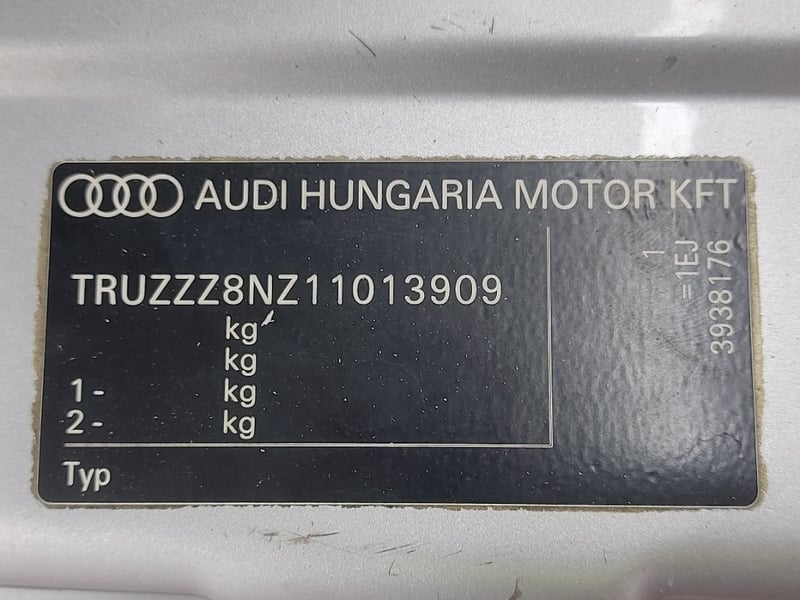 AUDI HUNGARIA MOTOR KFT
TRUZZZ8NZ11013909
kg
kg
1- kg
2- kg
Typ
1
=1EJ
3938176